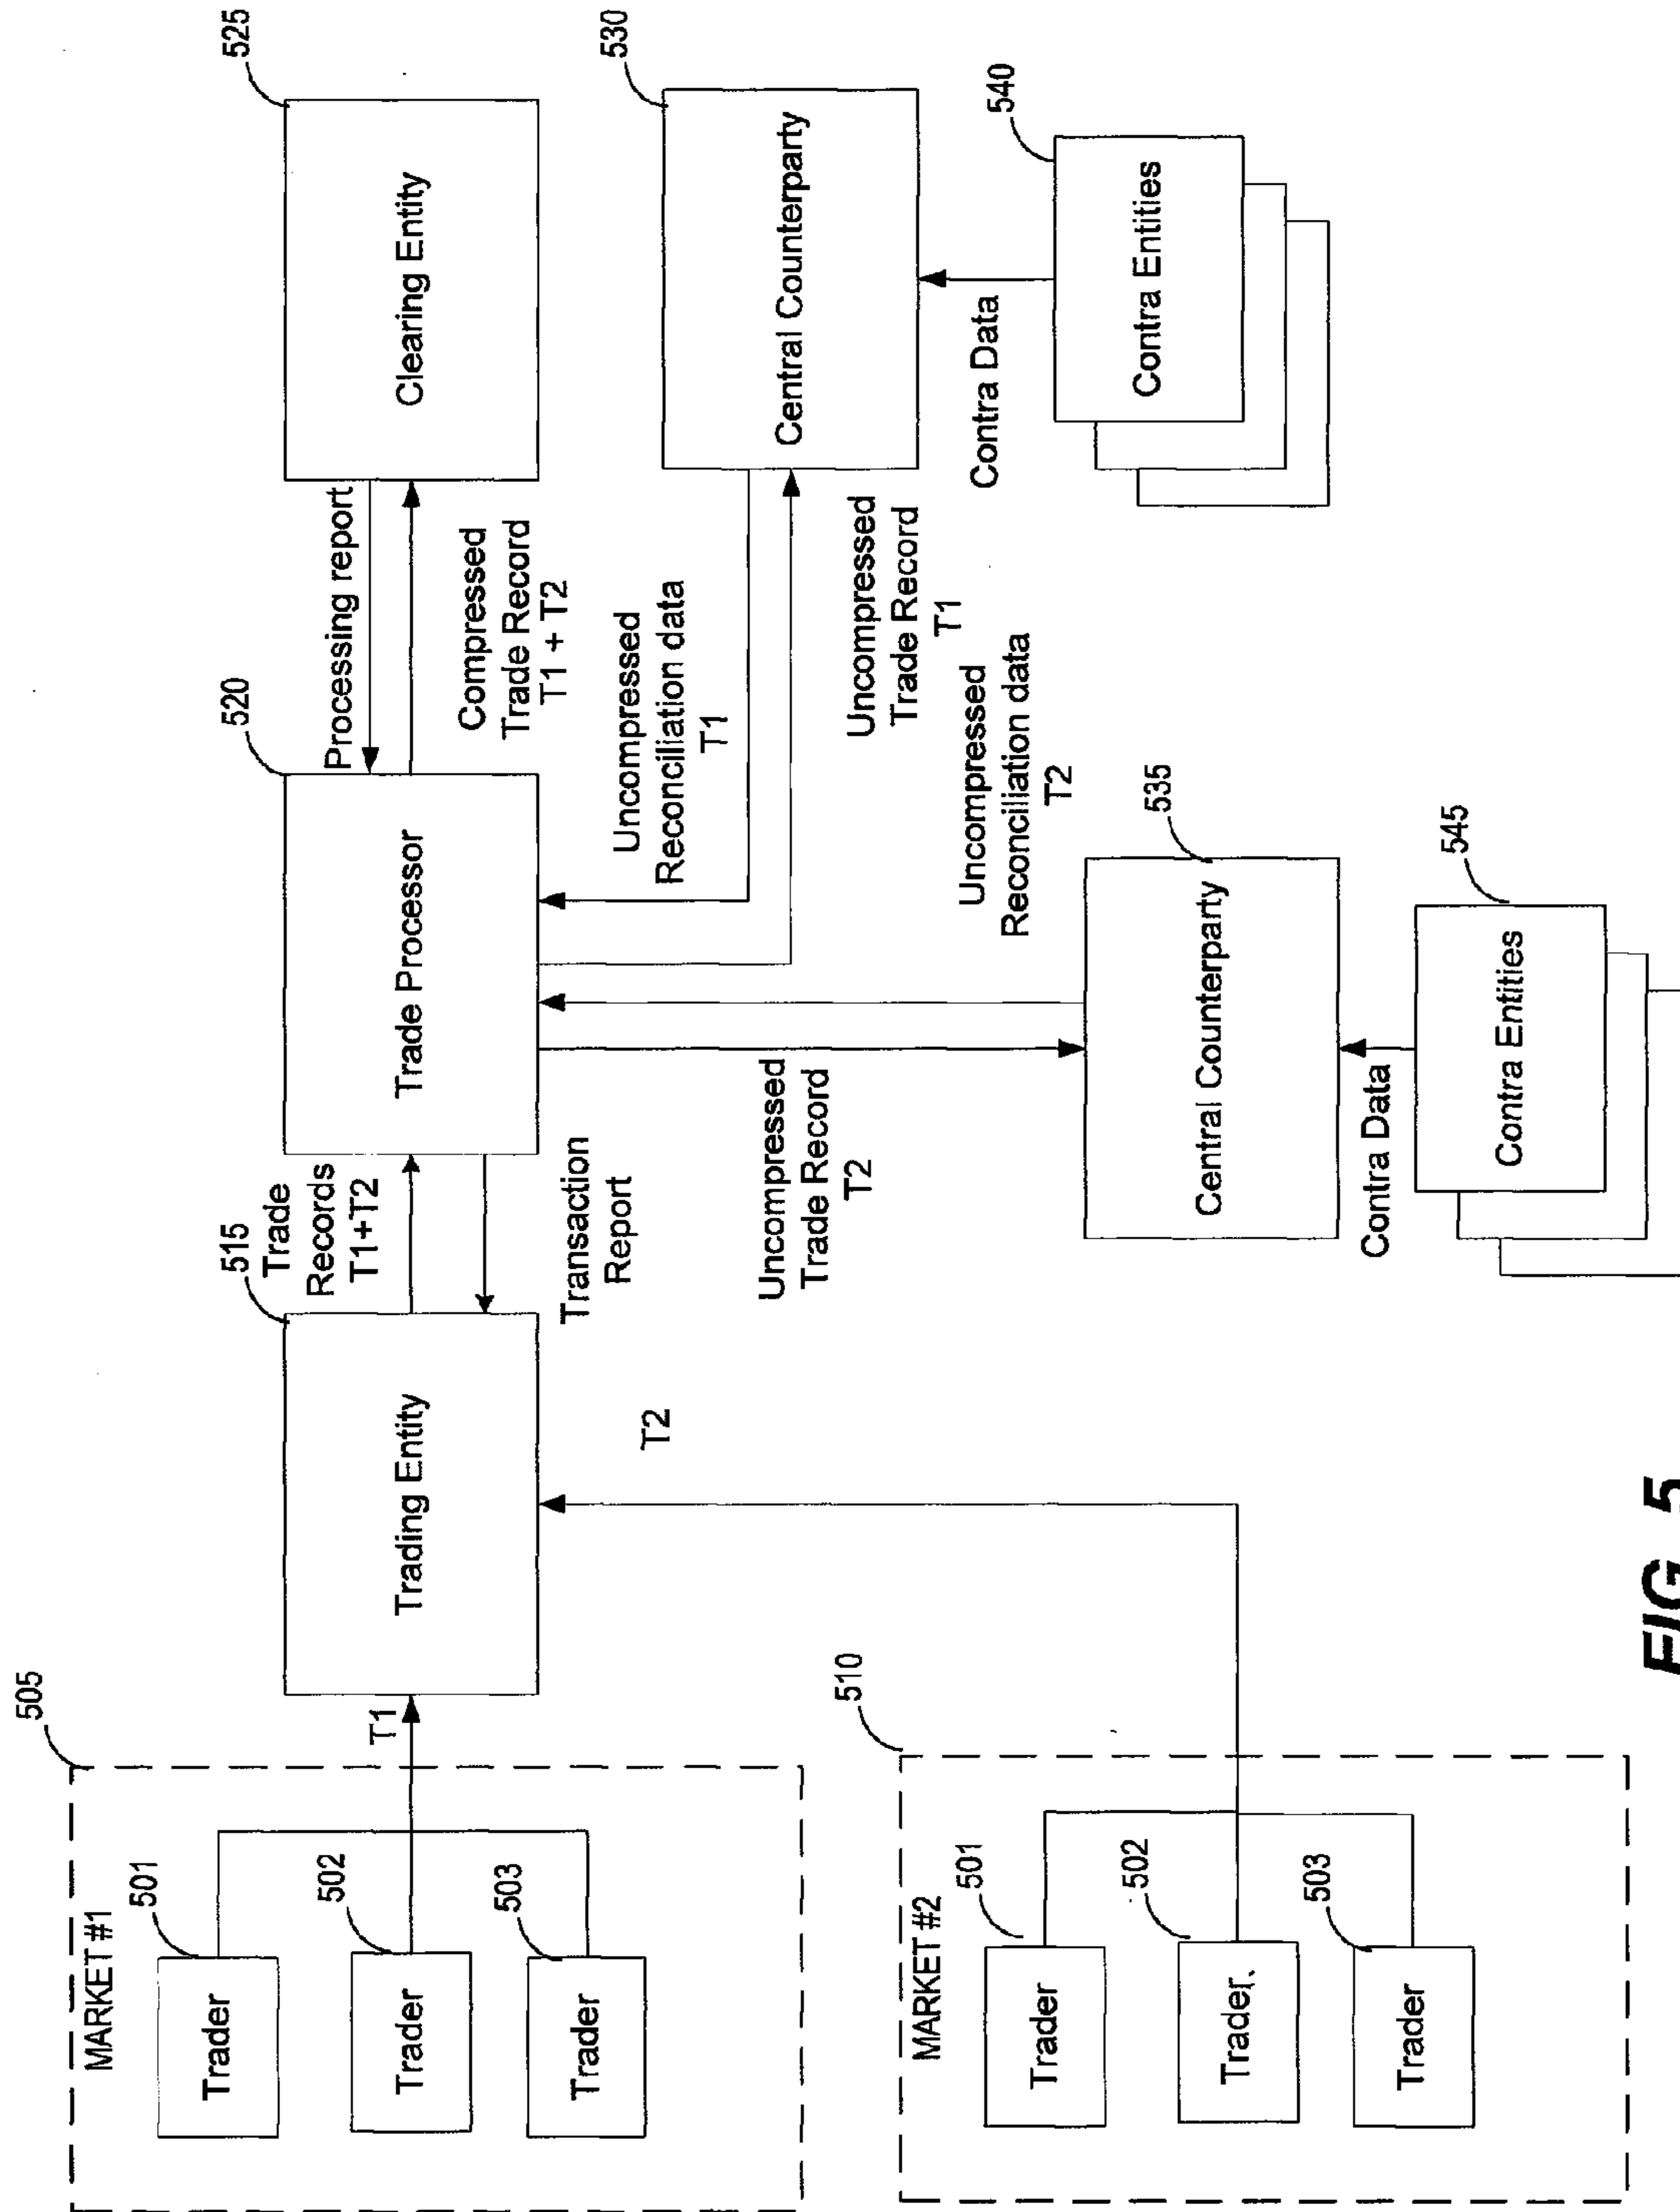 505
MARKET #1
501
Trader
502
Trader
503
Trader
T1
510
MARKET #2
501
Trader
502
Trader.
503
Trader
T2
515
Trading Entity
Trade
Records
T1+T2
Transaction
Report
520
Trade Processor
Processing report
Compressed
Trade Record
T1 + T2
525
Clearing Entity
Uncompressed
Reconciliation data
T1
Uncompressed
Trade Record
T1
530
Central Counterparty
Contra Data
540
Contra Entities
Uncompressed
Trade Record
T2
Uncompressed
Reconciliation data
T2
535
Central Counterparty
Contra Data
545
Contra Entities
FIG. 5